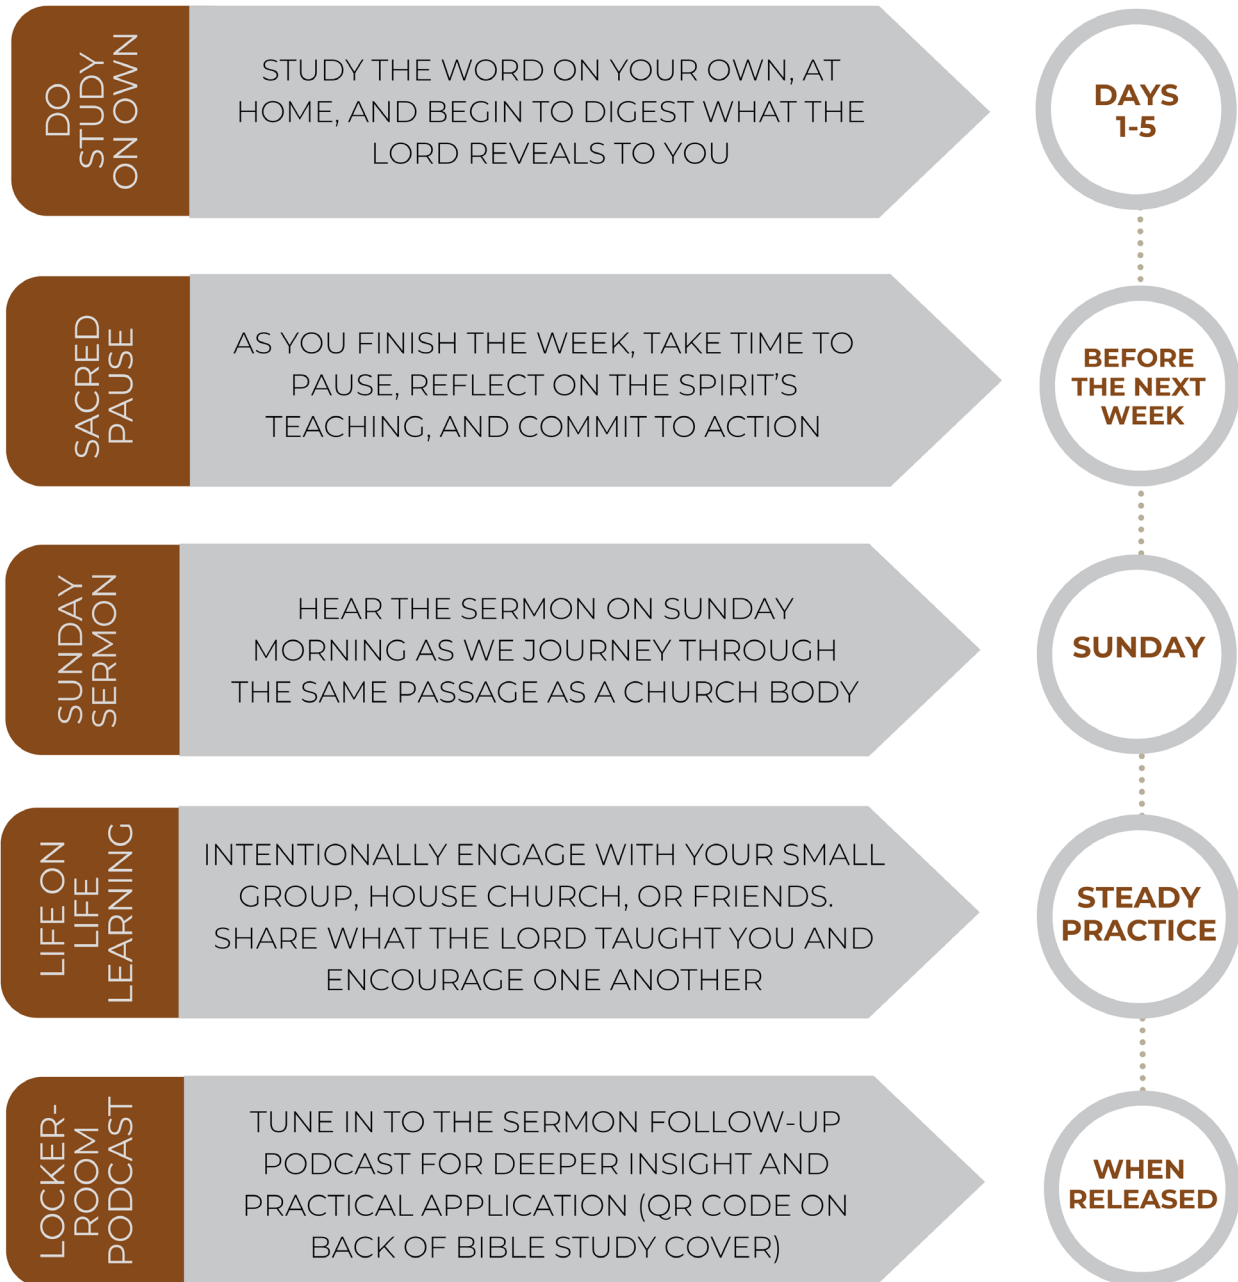 DO
STUDY
ON OWN
STUDY THE WORD ON YOUR OWN, AT
HOME, AND BEGIN TO DIGEST WHAT THE
LORD REVEALS TO YOU
DAYS
1-5
SACRED
PAUSE
AS YOU FINISH THE WEEK, TAKE TIME TO
PAUSE, REFLECT ON THE SPIRIT'S
TEACHING, AND COMMIT TO ACTION
BEFORE
THE NEXT
WEEK
SUNDAY
SERMON
HEAR THE SERMON ON SUNDAY
MORNING AS WE JOURNEY THROUGH
THE SAME PASSAGE AS A CHURCH BODY
SUNDAY
LIFE ON
LIFE
LEARNING
INTENTIONALLY ENGAGE WITH YOUR SMALL
GROUP, HOUSE CHURCH, OR FRIENDS.
SHARE WHAT THE LORD TAUGHT YOU AND
ENCOURAGE ONE ANOTHER
STEADY
PRACTICE
LOCKER-
ROOM
PODCAST
TUNE IN TO THE SERMON FOLLOW-UP
PODCAST FOR DEEPER INSIGHT AND
PRACTICAL APPLICATION (QR CODE ON
BACK OF BIBLE STUDY COVER)
WHEN
RELEASED